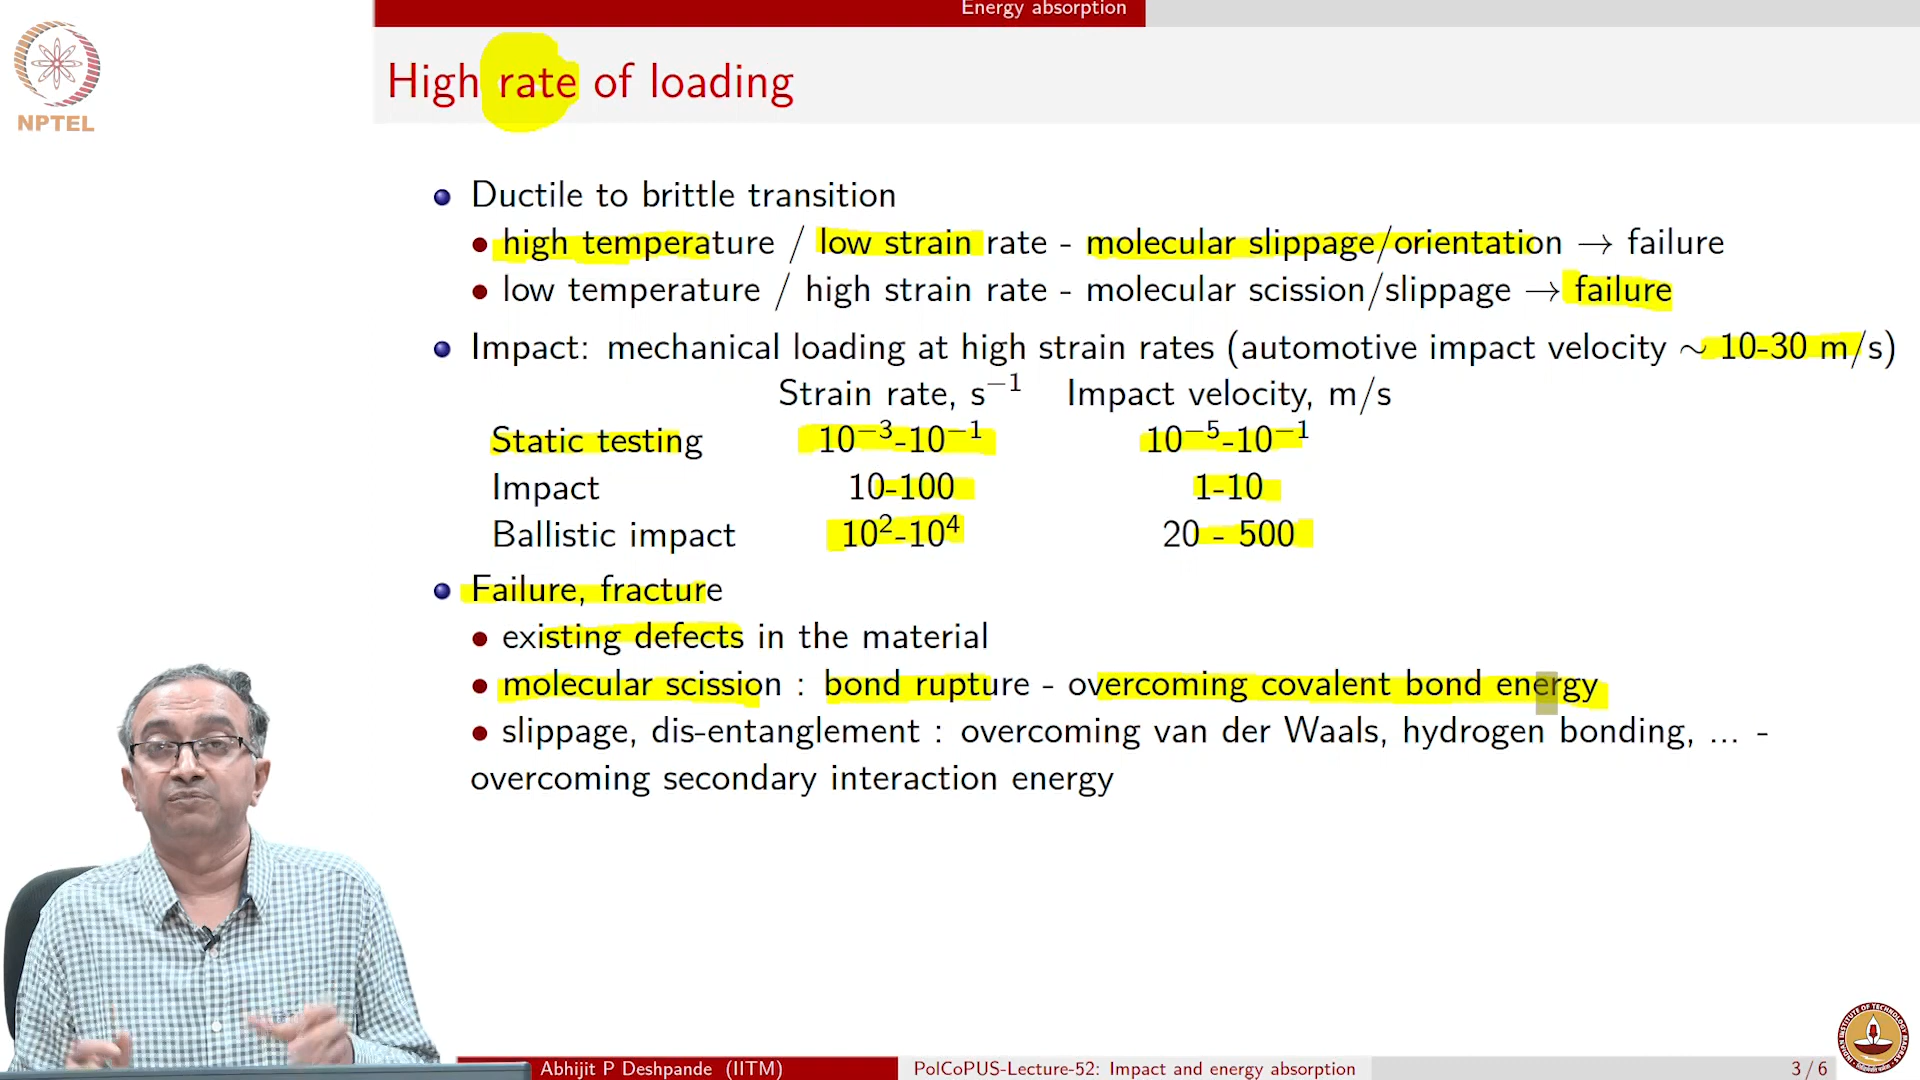 Energy absorption
NPTEL
High rate of loading
Ductile to brittle transition
high temperature / low strain rate - molecular slippage/orientation → failure
low temperature / high strain rate - molecular scission/slippage → failure
Impact: mechanical loading at high strain rates (automotive impact velocity ~ 10-30 m/s)
Strain rate, s⁻¹ Impact velocity, m/s
Static testing 10⁻³-10⁻¹ 10⁻⁵-10⁻¹
Impact 10-100 1-10
Ballistic impact 10²-10⁴ 20 - 500
Failure, fracture
existing defects in the material
molecular scission : bond rupture - overcoming covalent bond energy
slippage, dis-entanglement : overcoming van der Waals, hydrogen bonding, ... -
overcoming secondary interaction energy
Abhijit P Deshpande (IITM) PolCoPUS-Lecture-52: Impact and energy absorption 3 / 6